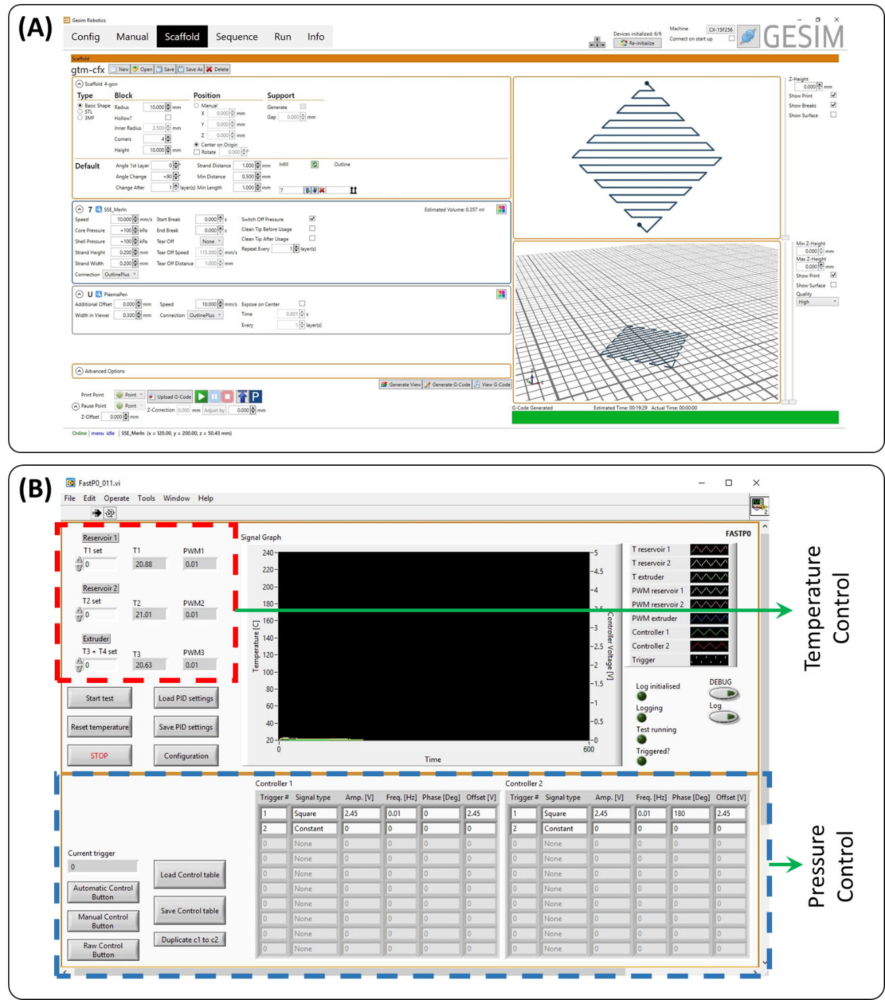 (A)
Gesim Robotics
Config Manual Scaffold Sequence Run Info
Devices initialized: 6/6
Re-initialize
Machine CX-15F256
Connect on start up
GESIM
Scaffold
gtm-cfx New Open Save Save As Delete
Scaffold 4-gon
Type Block Position Support
Basic Shape Radius 10.000 mm Manual Generate
STL Hollow? X 0.000 mm Gap 0.000 mm
3MF Inner Radius 3.500 mm Y 0.000 mm
Corners 4 Z 0.000 mm
Height 10.000 mm Center on Origin
Rotate 0.000 °
Default Angle 1st Layer 0 ° Strand Distance 1.000 mm Infill Outline
Angle Change +90 ° Min Distance 0.500 mm
Change After 1 layer(s) Min Length 1.000 mm 7
7 SSE_MerIn Estimated Volume: 0.357 ml
Speed 10.000 mm/s Start Break 0.000 s Switch Off Pressure
Core Pressure +100 kPa End Break 0.000 s Clean Tip Before Usage
Shell Pressure +100 kPa Tear Off None Clean Tip After Usage
Strand Height 0.200 mm Tear Off Speed 115.000 mm/s Repeat Every 1 layer(s)
Strand Width 0.200 mm Tear Off Distance 1.000 mm
Connection OutlinePlus
U PlasmaPen
Additional Offset 0.000 mm Speed 10.000 mm/s Expose on Center
Width in Viewer 0.300 mm Connection OutlinePlus Time 0.001 s
Every 1 layer(s)
Advanced Options
Generate View Generate G-Code View G-Code
Print Point Point Upload G-Code P
Pause Point Point Z-Correction 0.000 mm Adjust by 0.000 mm
Z-Offset 0.000 mm
Z-Height
0.000 mm
Show Print
Show Breaks
Show Surface
Min Z-Height
0.000 mm
Max Z-Height
0.000 mm
Show Print
Show Surface
Quality
High
Z
Y X
G-Code Generated Estimated Time: 00:19:29 Actual Time: 00:00:00
Online | manu idle | SSE_MerIn (x = 120.00, y = 200.00, z = 50.43 mm)
(B)
FastP0_011.vi
File Edit Operate Tools Window Help
2
FASTP0
Reservoir 1
T1 set T1 PWM1
0 20.88 0.01
Reservoir 2
T2 set T2 PWM2
0 21.01 0.01
Extruder
T3 + T4 set T3 PWM3
0 20.63 0.01
Start test Load PID settings
Reset temperature Save PID settings
STOP Configuration
Signal Graph
Temperature [C]
240
220
200
180
160
140
120
100
80
60
40
20
0 600
Time
5
4.5
4
3.5
3
2.5
2
1.5
1
0.5
0
Controller Voltage [V]
T reservoir 1
T reservoir 2
T extruder
PWM reservoir 1
PWM reservoir 2
PWM extruder
Controller 1
Controller 2
Trigger
Log initialised
Logging
Test running
Triggered?
DEBUG
Log
Temperature
Control
Current trigger
0
Automatic Control
Button
Manual Control
Button
Raw Control
Button
Load Control table
Save Control table
Duplicate c1 to c2
Controller 1
Trigger # Signal type Amp. [V] Freq. [Hz] Phase [Deg] Offset [V]
1 Square 2.45 0.01 0 2.45
2 Constant 0 0 0 0
0 None 0 0 0 0
0 None 0 0 0 0
0 None 0 0 0 0
0 None 0 0 0 0
0 None 0 0 0 0
0 None 0 0 0 0
0 None 0 0 0 0
0 None 0 0 0 0
Controller 2
Trigger # Signal type Amp. [V] Freq. [Hz] Phase [Deg] Offset [V]
1 Square 2.45 0.01 180 2.45
2 Constant 0 0 0 0
0 None 0 0 0 0
0 None 0 0 0 0
0 None 0 0 0 0
0 None 0 0 0 0
0 None 0 0 0 0
0 None 0 0 0 0
0 None 0 0 0 0
0 None 0 0 0 0
Pressure
Control